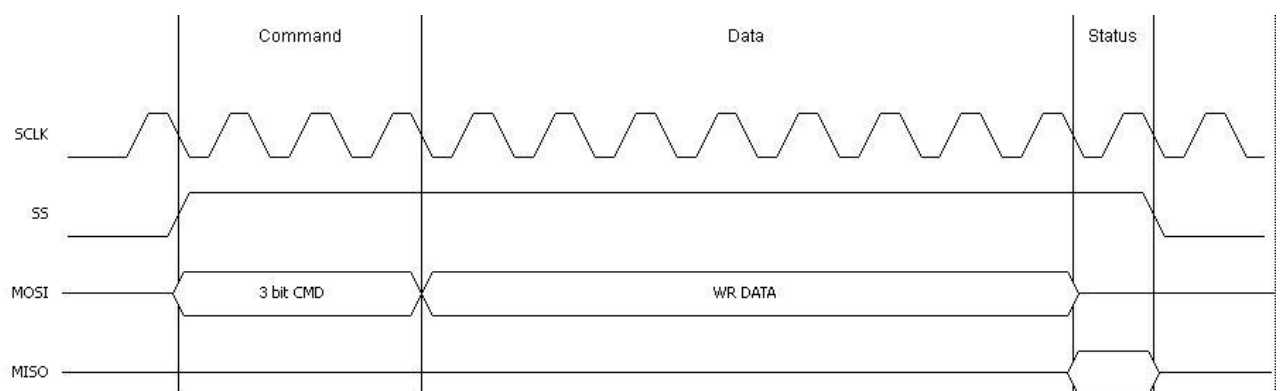 Command
Data
Status
SCLK
SS
MOSI
3 bit CMD
WR DATA
MISO